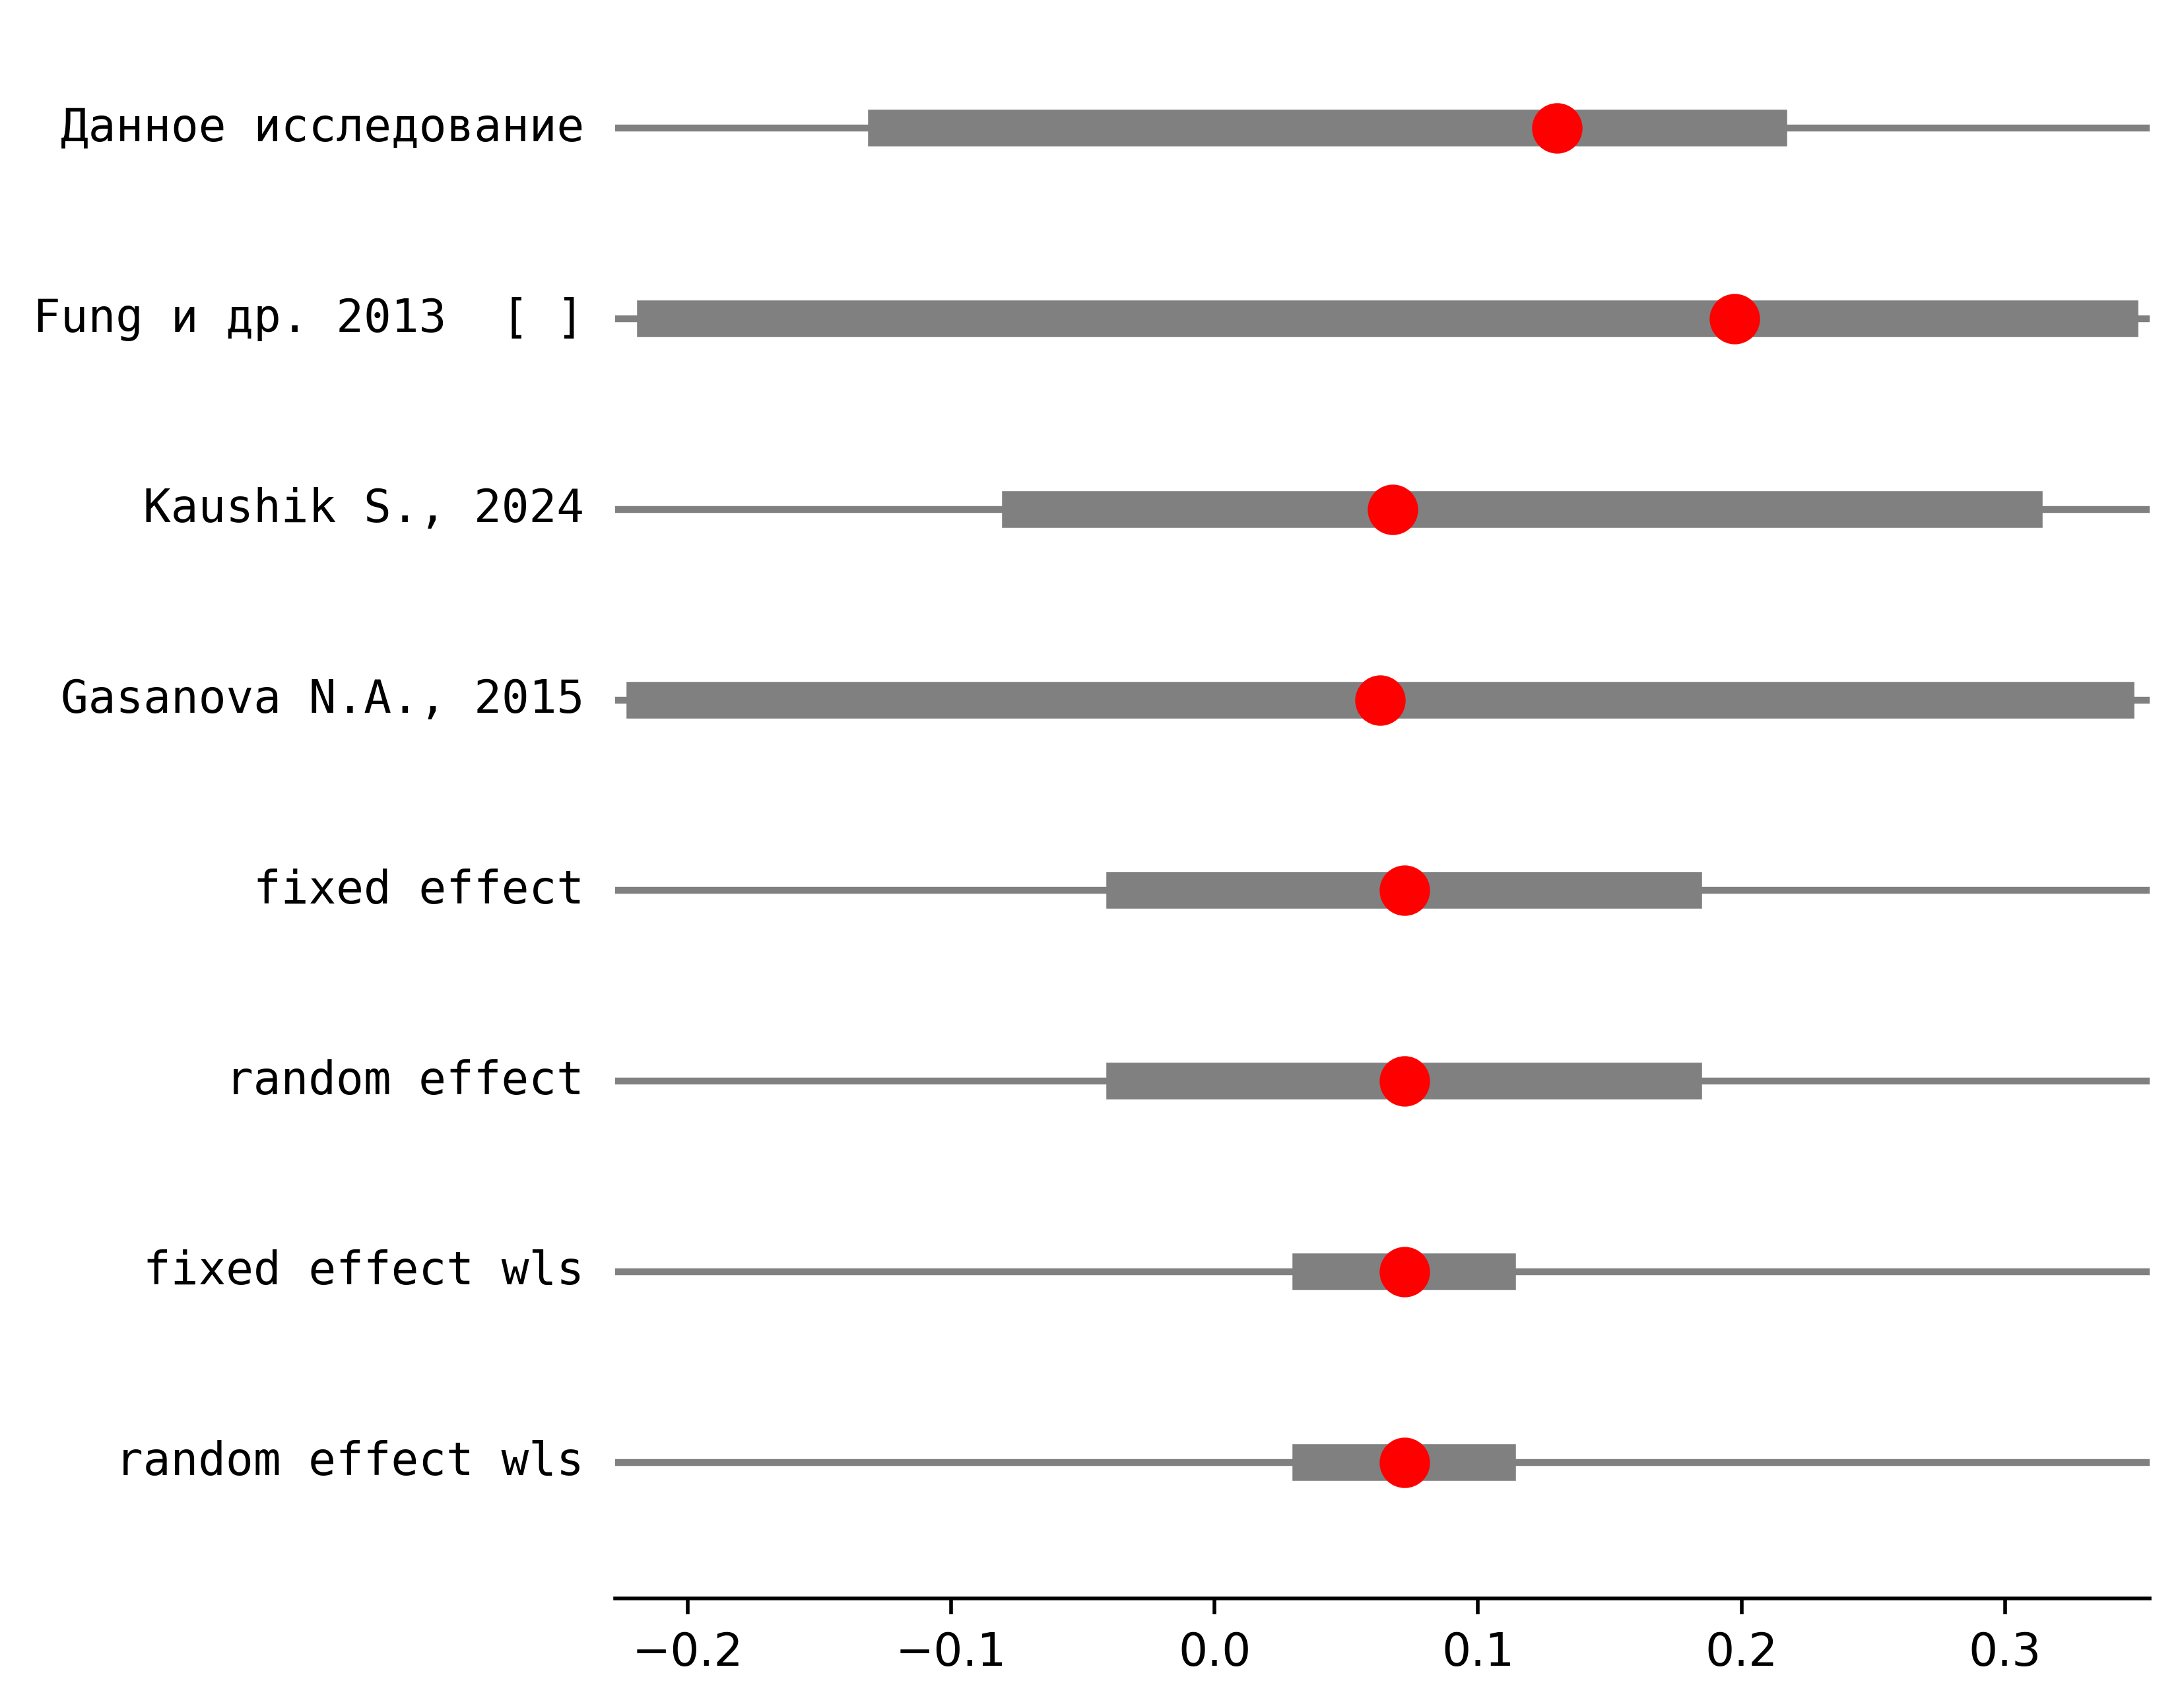 Данное исследование
Fung и др. 2013  [ ]
Kaushik S., 2024
Gasanova N.A., 2015
fixed effect
random effect
fixed effect wls
random effect wls
−0.2 −0.1 0.0 0.1 0.2 0.3